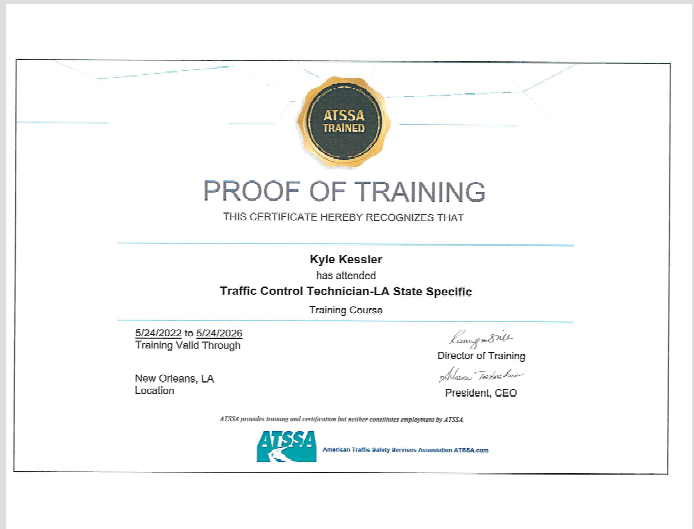 ATSSA
TRAINED
PROOF OF TRAINING
THIS CERTIFICATE HEREBY RECOGNIZES THAT
Kyle Kessler
has attended
Traffic Control Technician-LA State Specific
Training Course
5/24/2022 to 5/24/2026
Training Valid Through
Director of Training
New Orleans, LA
Location
President, CEO
ATSSA provides training and certification but neither constitutes employment by ATSSA.
ATSSA
American Traffic Safety Services Association ATSSA.com